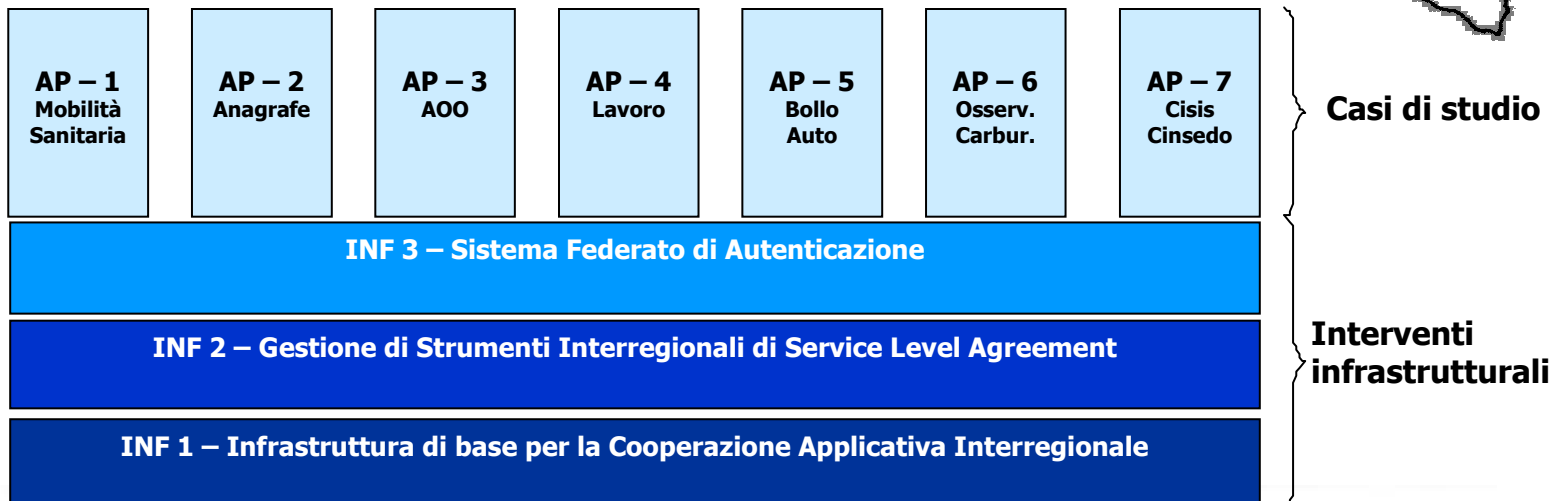 AP – 1
Mobilità
Sanitaria
AP – 2
Anagrafe
AP – 3
AOO
AP – 4
Lavoro
AP – 5
Bollo
Auto
AP – 6
Osserv.
Carbur.
AP – 7
Cisis
Cinsedo
Casi di studio
INF 3 – Sistema Federato di Autenticazione
INF 2 – Gestione di Strumenti Interregionali di Service Level Agreement
INF 1 – Infrastruttura di base per la Cooperazione Applicativa Interregionale
Interventi
infrastrutturali